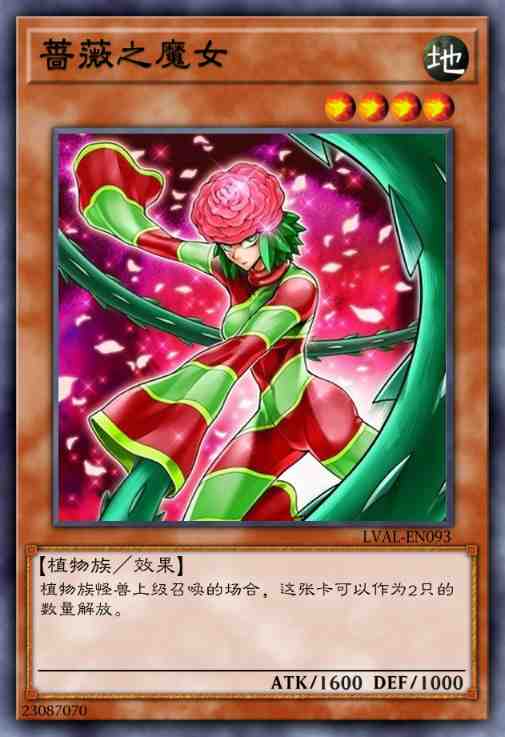 蔷薇之魔女
地
LVAL-EN093
【植物族／效果】
植物族怪兽上级召唤的场合，这张卡可以作为2只的
数量解放。
ATK/1600 DEF/1000
23087070